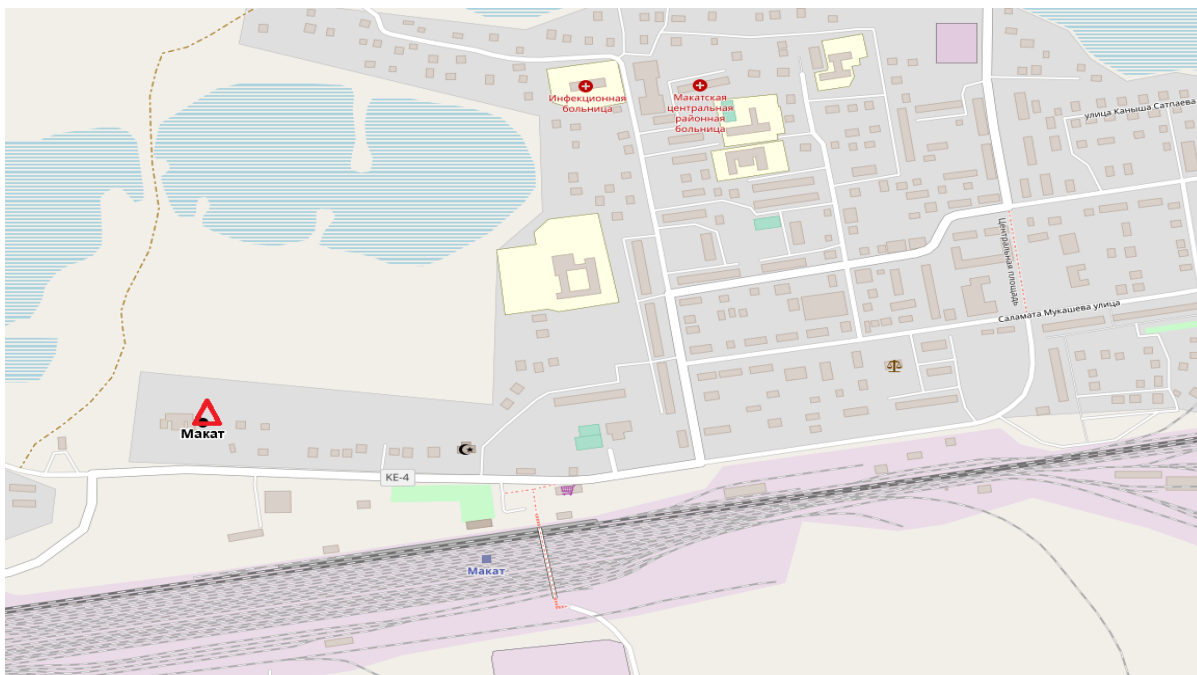 Инфекционная
больница
Макатская
центральная
районная
больница
улица Каныша Сатпаева
Центральная площадь
Саламата Мукашева улица
Макат
КЕ-4
Макат